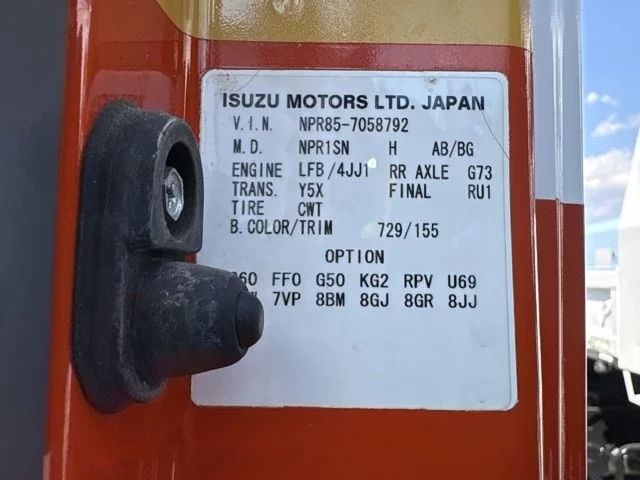 ISUZU MOTORS LTD. JAPAN
V.I.N. NPR85-7058792
M.D. NPR1SN H AB/BG
ENGINE LFB/4JJ1 RR AXLE G73
TRANS. Y5X FINAL RU1
TIRE CWT
B.COLOR/TRIM 729/155
OPTION
FF0 G50 KG2 RPV U69
7VP 8BM 8GJ 8GR 8JJ